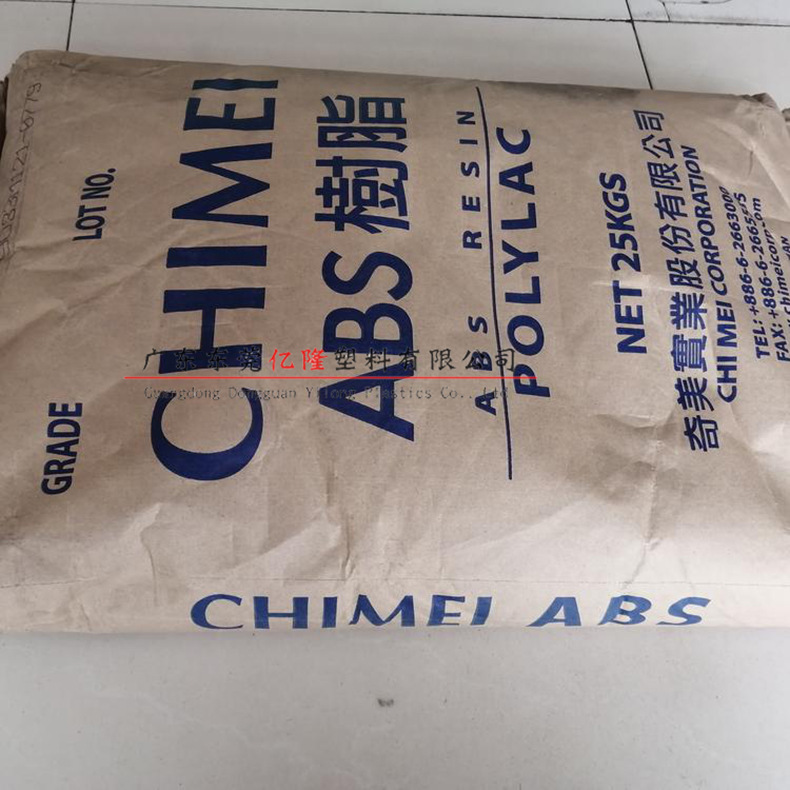 CHIMEI
ABS 樹脂
ABS RESIN
POLYLAC
NET 25KGS
奇美實業股份有限公司
CHI MEI CORPORATION
TEL: +886-6-2663000
FAX: +886-6-26655
LOT NO.
GRADE
CHIMEI ABS
广东东莞亿隆塑料有限公司
Guangdong Dongguan Yilong Plastics Co., Ltd